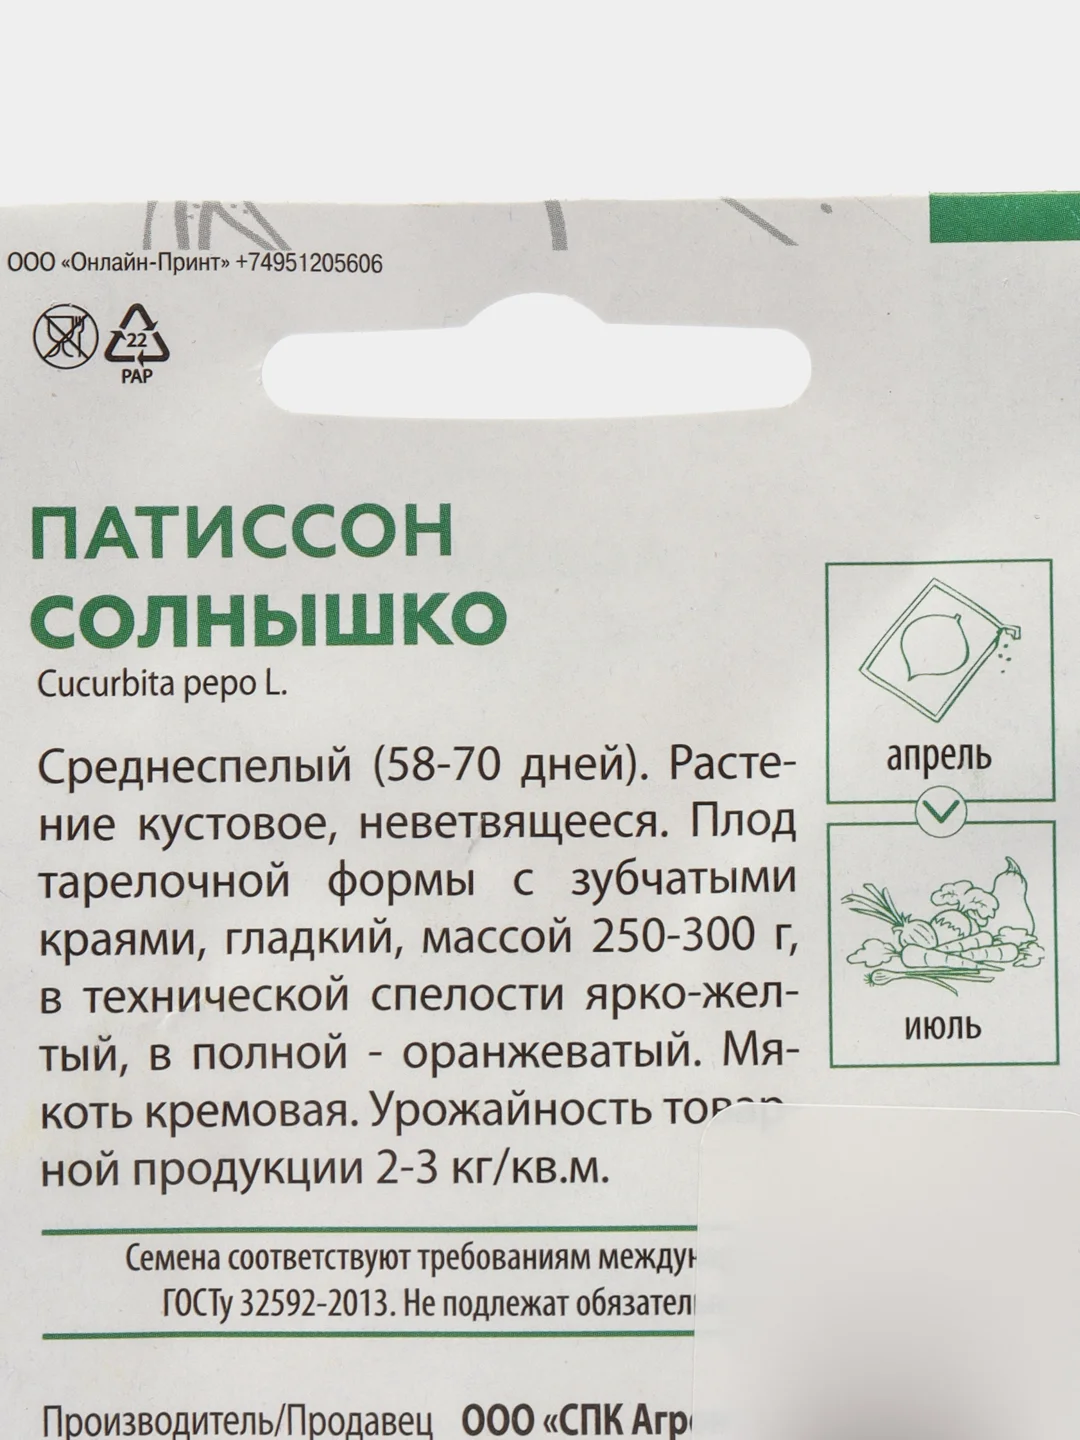 ООО «Онлайн-Принт» +74951205606
22
PAP
ПАТИССОН
СОЛНЫШКО
Cucurbita pepo L.
Среднеспелый (58-70 дней). Расте-
ние кустовое, неветвящееся. Плод
тарелочной формы с зубчатыми
краями, гладкий, массой 250-300 г,
в технической спелости ярко-жел-
тый, в полной - оранжеватый. Мя-
коть кремовая. Урожайность товар-
ной продукции 2-3 кг/кв.м.
апрель
июль
Семена соответствуют требованиям
ГОСТу 32592-2013. Не подлежат
Производитель/Продавец ООО «СПК